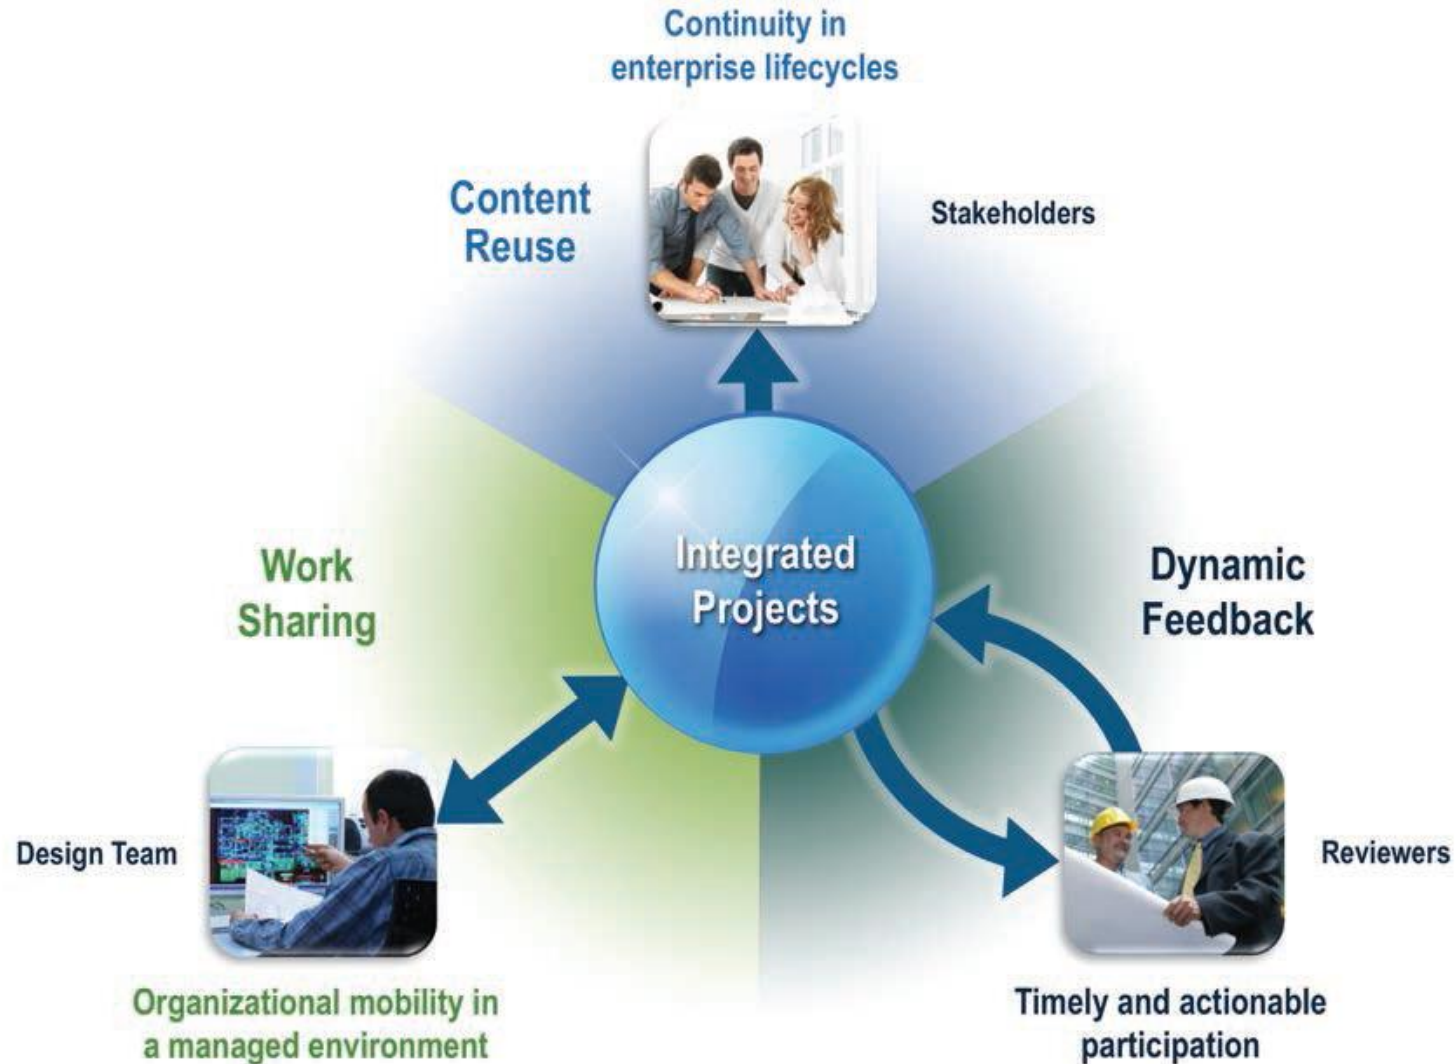 Continuity in
enterprise lifecycles
Content
Reuse
Stakeholders
Integrated
Projects
Work
Sharing
Dynamic
Feedback
Design Team
Reviewers
Organizational mobility in
a managed environment
Timely and actionable
participation